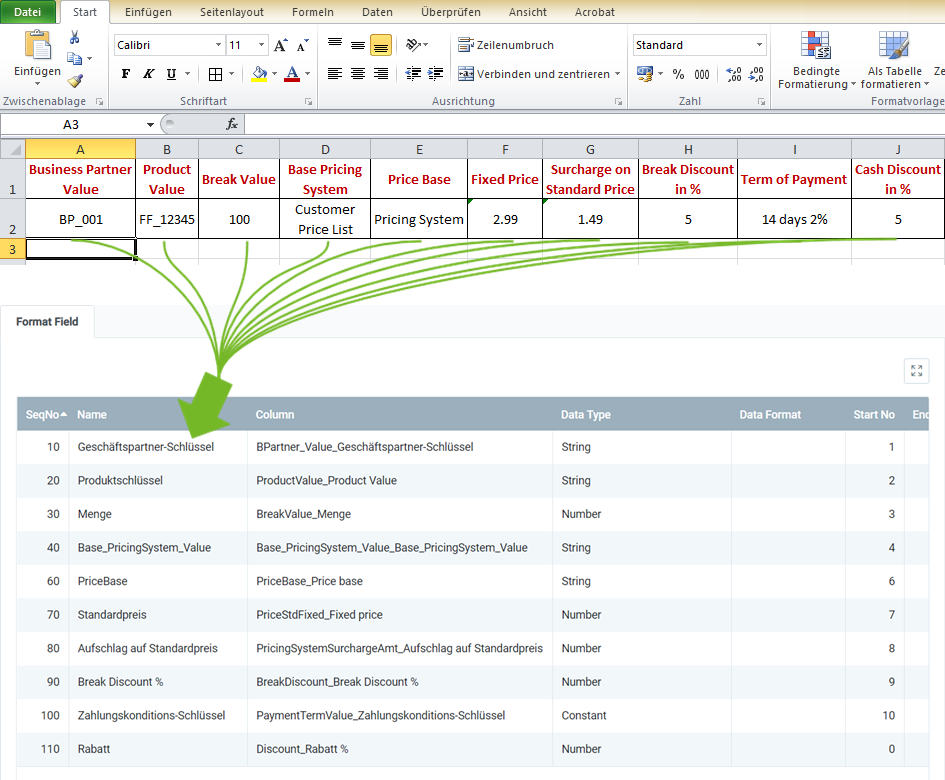 Datei Start Einfügen Seitenlayout Formeln Daten Überprüfen Ansicht Acrobat
Einfügen
Calibri 11 A A
F K U A
Zeilenumbruch
Verbinden und zentrieren
Standard
% 000 ,00 ,00
Bedingte
Formatierung
Als Tabelle
formatieren
Ze
Zwischenablage Schriftart Ausrichtung Zahl Formatvorlage
A3 fx
A B C D E F G H I J
1 Business Partner Value Product Value Break Value Base Pricing System Price Base Fixed Price Surcharge on Standard Price Break Discount in % Term of Payment Cash Discount in %
2 BP_001 FF_12345 100 Customer Price List Pricing System 2.99 1.49 5 14 days 2% 5
3
Format Field
SeqNo Name Column Data Type Data Format Start No Enc
10 Geschäftspartner-Schlüssel BPartner_Value_Geschäftspartner-Schlüssel String 1
20 Produktschlüssel ProductValue_Product Value String 2
30 Menge BreakValue_Menge Number 3
40 Base_PricingSystem_Value Base_PricingSystem_Value_Base_PricingSystem_Value String 4
60 PriceBase PriceBase_Price base String 6
70 Standardpreis PriceStdFixed_Fixed price Number 7
80 Aufschlag auf Standardpreis PricingSystemSurchargeAmt_Aufschlag auf Standardpreis Number 8
90 Break Discount % BreakDiscount_Break Discount % Number 9
100 Zahlungskonditions-Schlüssel PaymentTermValue_Zahlungskonditions-Schlüssel Constant 10
110 Rabatt Discount_Rabatt % Number 0